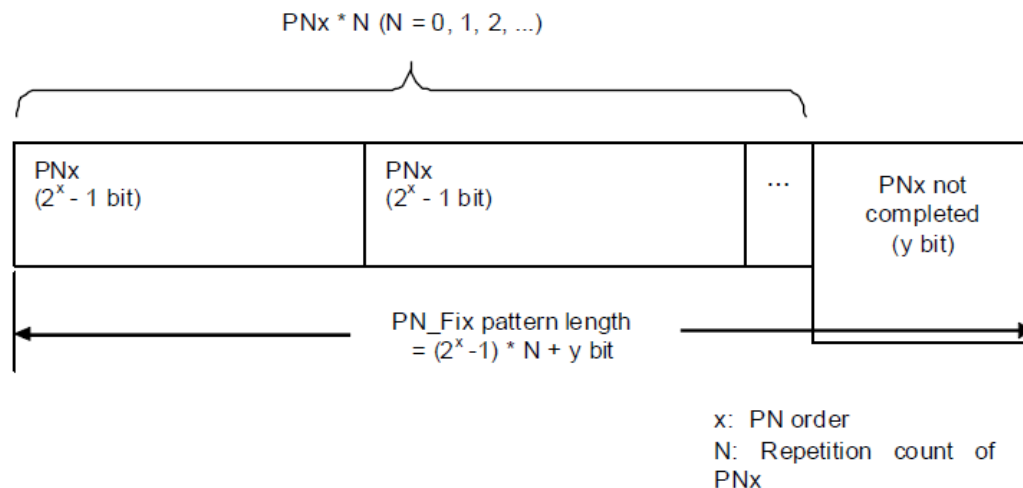 PNx * N (N = 0, 1, 2, ...)
PNx
(2^x - 1 bit)
PNx
(2^x - 1 bit)
...
PNx not
completed
(y bit)
PN_Fix pattern length
= (2^x -1) * N + y bit
x: PN order
N: Repetition count of
PNx